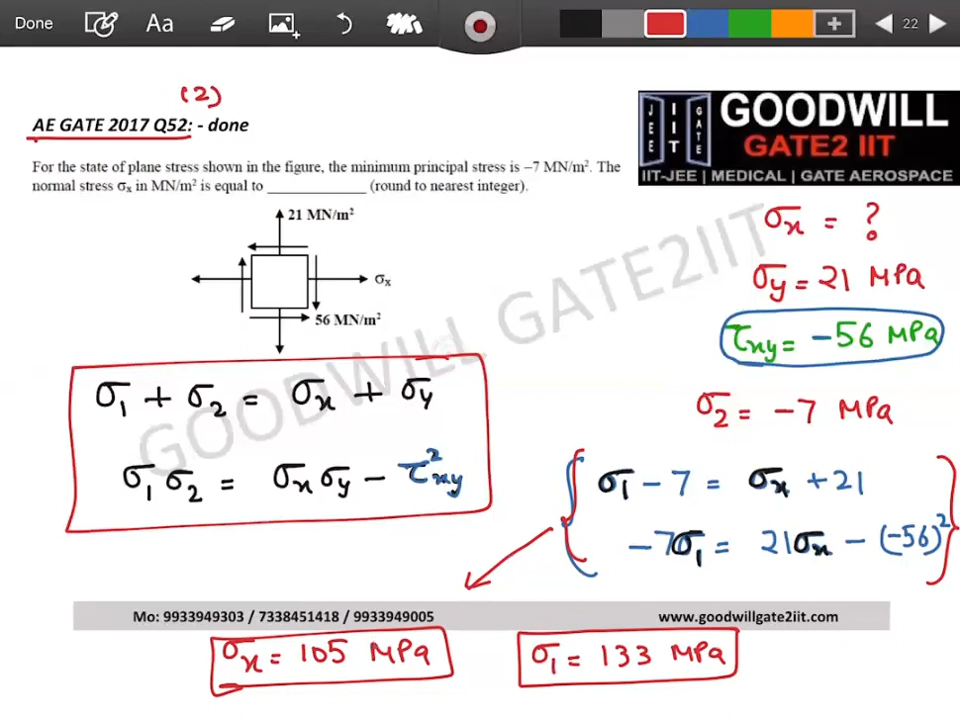 Done
Aa
22
(2)
AE GATE 2017 Q52: - done
JEE IIT GATE
GOODWILL
GATE2 IIT
IIT-JEE | MEDICAL | GATE AEROSPACE
For the state of plane stress shown in the figure, the minimum principal stress is −7 MN/m². The
normal stress σₓ in MN/m² is equal to ____________ (round to nearest integer).
21 MN/m²
σₓ
56 MN/m²
GOODWILL GATE2IIT
σx = ?
σy = 21 MPa
τxy = -56 MPa
σ2 = -7 MPa
σ1 + σ2 = σx + σy
σ1 σ2 = σx σy - τ²xy
σ1 - 7 = σx + 21
-7σ1 = 21σx - (-56)²
Mo: 9933949303 / 7338451418 / 9933949005
www.goodwillgate2iit.com
σx = 105 MPa
σ1 = 133 MPa